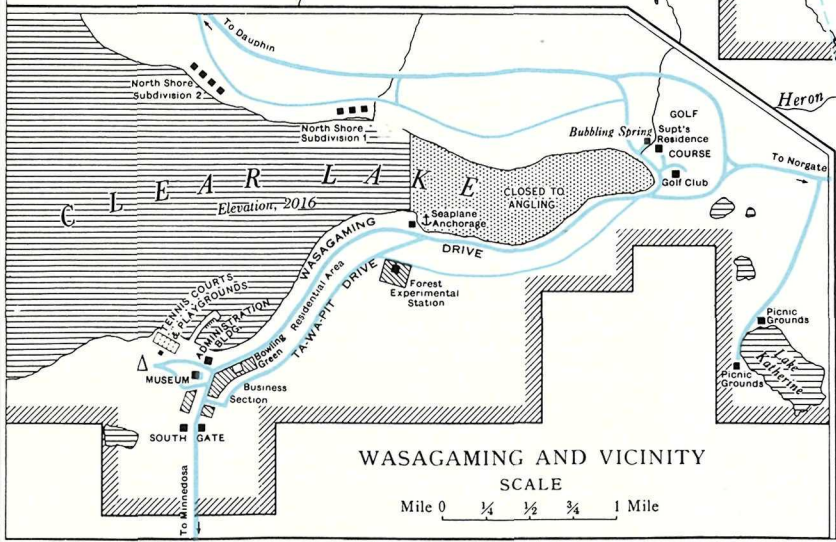 To Dauphin
North Shore
Subdivision 2
North Shore
Subdivision 1
Heron
GOLF
COURSE
Bubbling Spring
Supt's
Residence
Golf Club
To Norgate
CLEAR LAKE
Elevation, 2016
CLOSED TO
ANGLING
Seaplane
Anchorage
WASAGAMING DRIVE
Residential Area
TA-WA-PIT DRIVE
Forest
Experimental
Station
TENNIS COURTS
& PLAYGROUNDS
ADMINISTRATION
BLDG.
Bowling
Green
MUSEUM
Business
Section
SOUTH GATE
To Minnedosa
Picnic
Grounds
Lake
Katherine
Picnic
Grounds
WASAGAMING AND VICINITY
SCALE
Mile 0 ¼ ½ ¾ 1 Mile